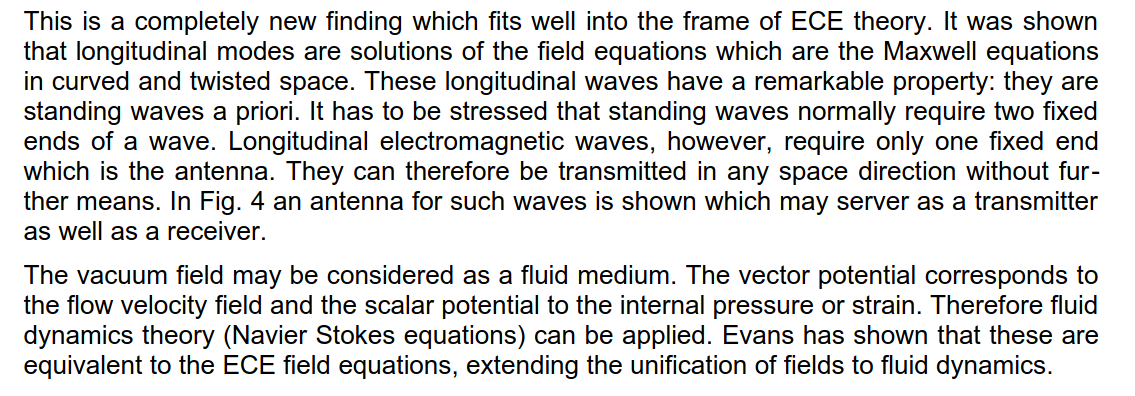 This is a completely new finding which fits well into the frame of ECE theory. It was shown
that longitudinal modes are solutions of the field equations which are the Maxwell equations
in curved and twisted space. These longitudinal waves have a remarkable property: they are
standing waves a priori. It has to be stressed that standing waves normally require two fixed
ends of a wave. Longitudinal electromagnetic waves, however, require only one fixed end
which is the antenna. They can therefore be transmitted in any space direction without fur-
ther means. In Fig. 4 an antenna for such waves is shown which may server as a transmitter
as well as a receiver.
The vacuum field may be considered as a fluid medium. The vector potential corresponds to
the flow velocity field and the scalar potential to the internal pressure or strain. Therefore fluid
dynamics theory (Navier Stokes equations) can be applied. Evans has shown that these are
equivalent to the ECE field equations, extending the unification of fields to fluid dynamics.